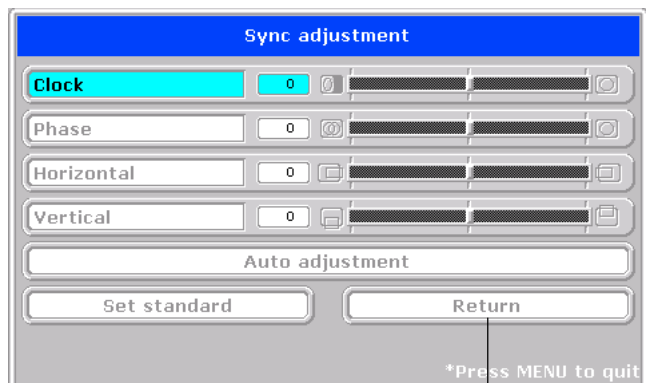 Sync adjustment
Clock 0
Phase 0
Horizontal 0
Vertical 0
Auto adjustment
Set standard Return
*Press MENU to quit